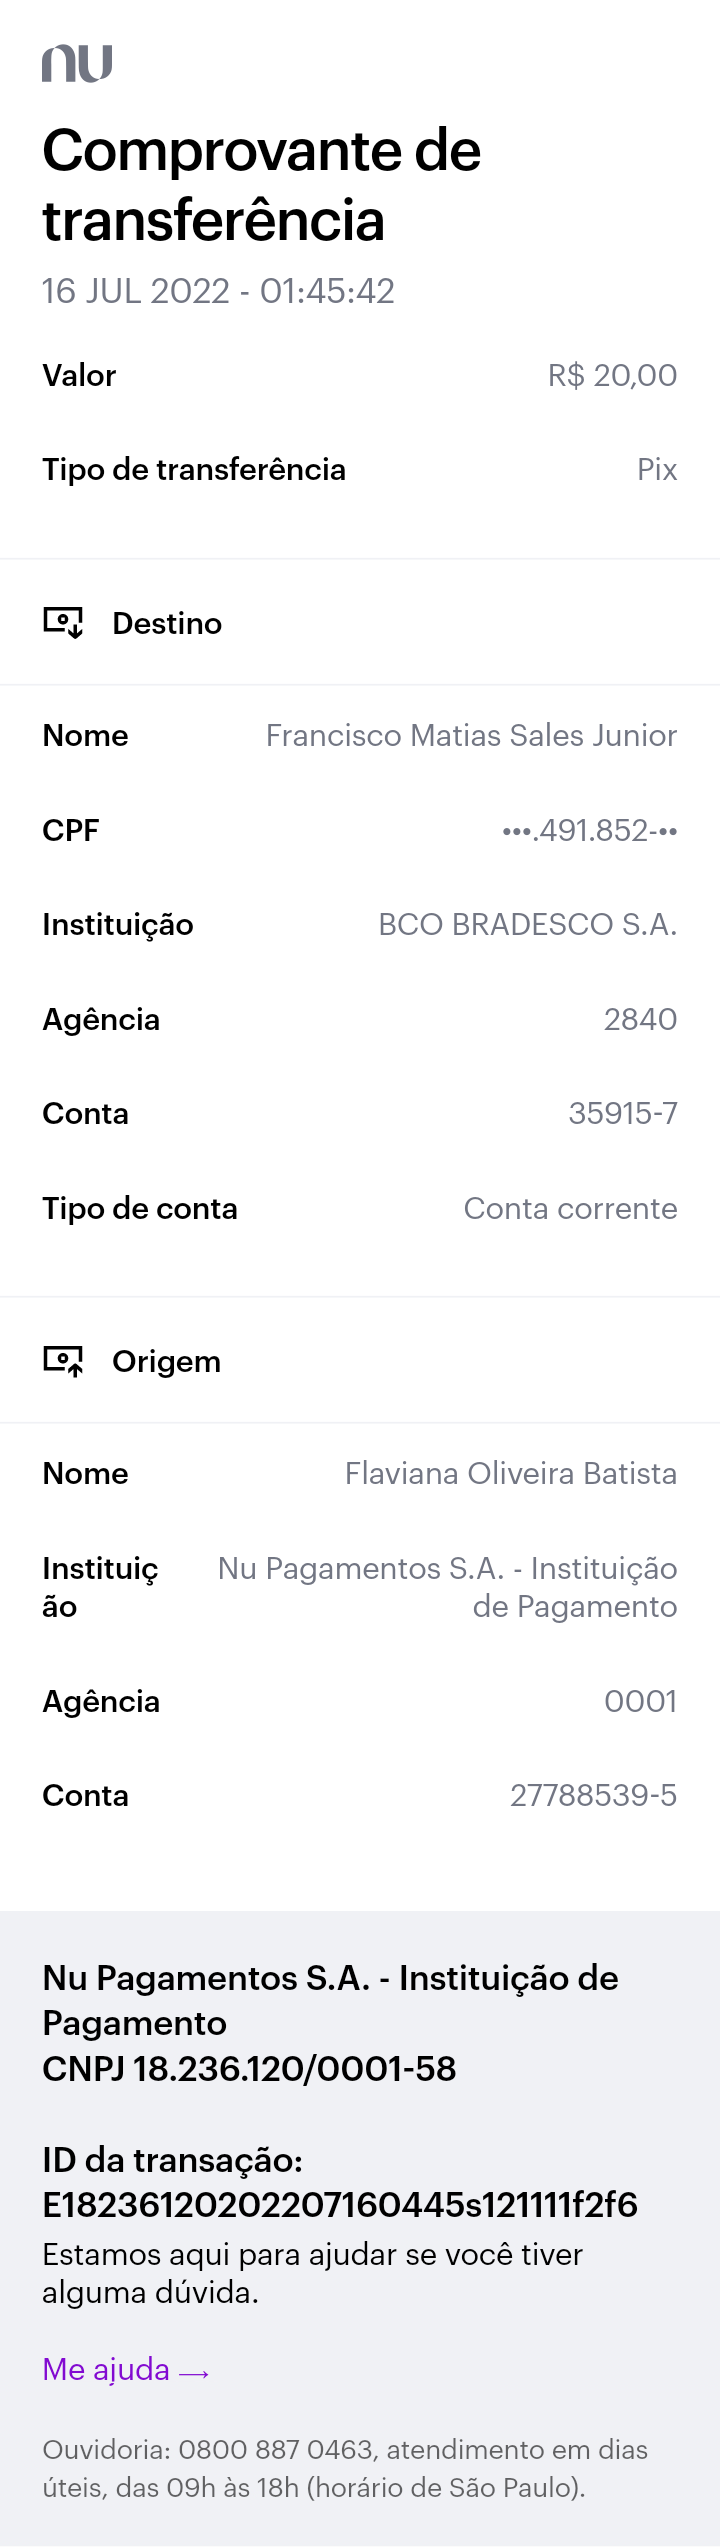 nu
Comprovante de
transferência
16 JUL 2022 - 01:45:42
Valor R$ 20,00
Tipo de transferência Pix
Destino
Nome Francisco Matias Sales Junior
CPF •••.491.852-••
Instituição BCO BRADESCO S.A.
Agência 2840
Conta 35915-7
Tipo de conta Conta corrente
Origem
Nome Flaviana Oliveira Batista
Instituiç Nu Pagamentos S.A. - Instituição
ão de Pagamento
Agência 0001
Conta 27788539-5
Nu Pagamentos S.A. - Instituição de
Pagamento
CNPJ 18.236.120/0001-58
ID da transação:
E18236120202207160445s121111f2f6
Estamos aqui para ajudar se você tiver
alguma dúvida.
Me ajuda →
Ouvidoria: 0800 887 0463, atendimento em dias
úteis, das 09h às 18h (horário de São Paulo).